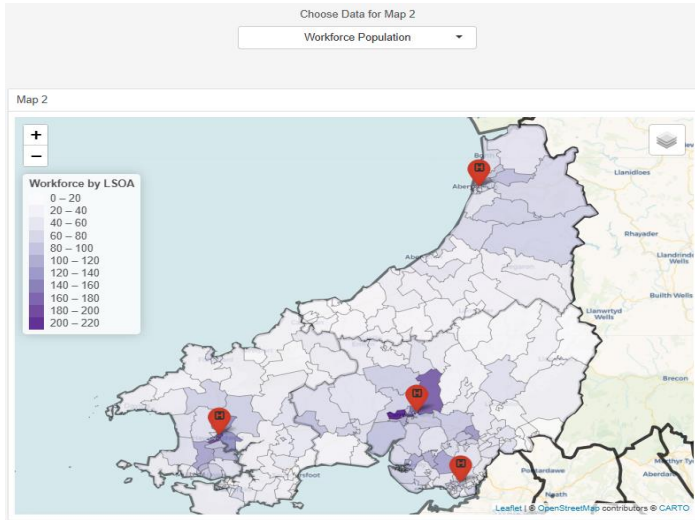 Choose Data for Map 2
Workforce Population
Map 2
+
−
Workforce by LSOA
0 – 20
20 – 40
40 – 60
60 – 80
80 – 100
100 – 120
120 – 140
140 – 160
160 – 180
180 – 200
200 – 220
Llanidloes
Rhayader
Llandrindod
Wells
Builth Wells
Llanwrtyd
Wells
Brecon
Pontardawe
Neath
Leaflet | © OpenStreetMap contributors © CARTO